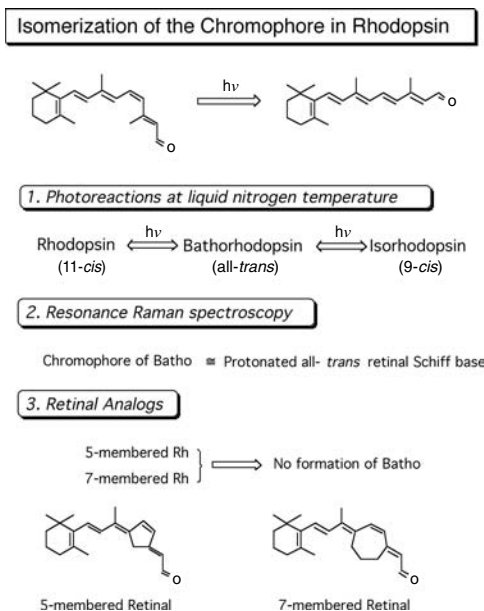 Isomerization of the Chromophore in Rhodopsin
hν
O
O
1. Photoreactions at liquid nitrogen temperature
hν hν
Rhodopsin ⟺ Bathorhodopsin ⟺ Isorhodopsin
(11-cis) (all-trans) (9-cis)
2. Resonance Raman spectroscopy
Chromophore of Batho ≅ Protonated all- trans retinal Schiff base
3. Retinal Analogs
5-membered Rh
7-membered Rh
No formation of Batho
O
O
5-membered Retinal
7-membered Retinal